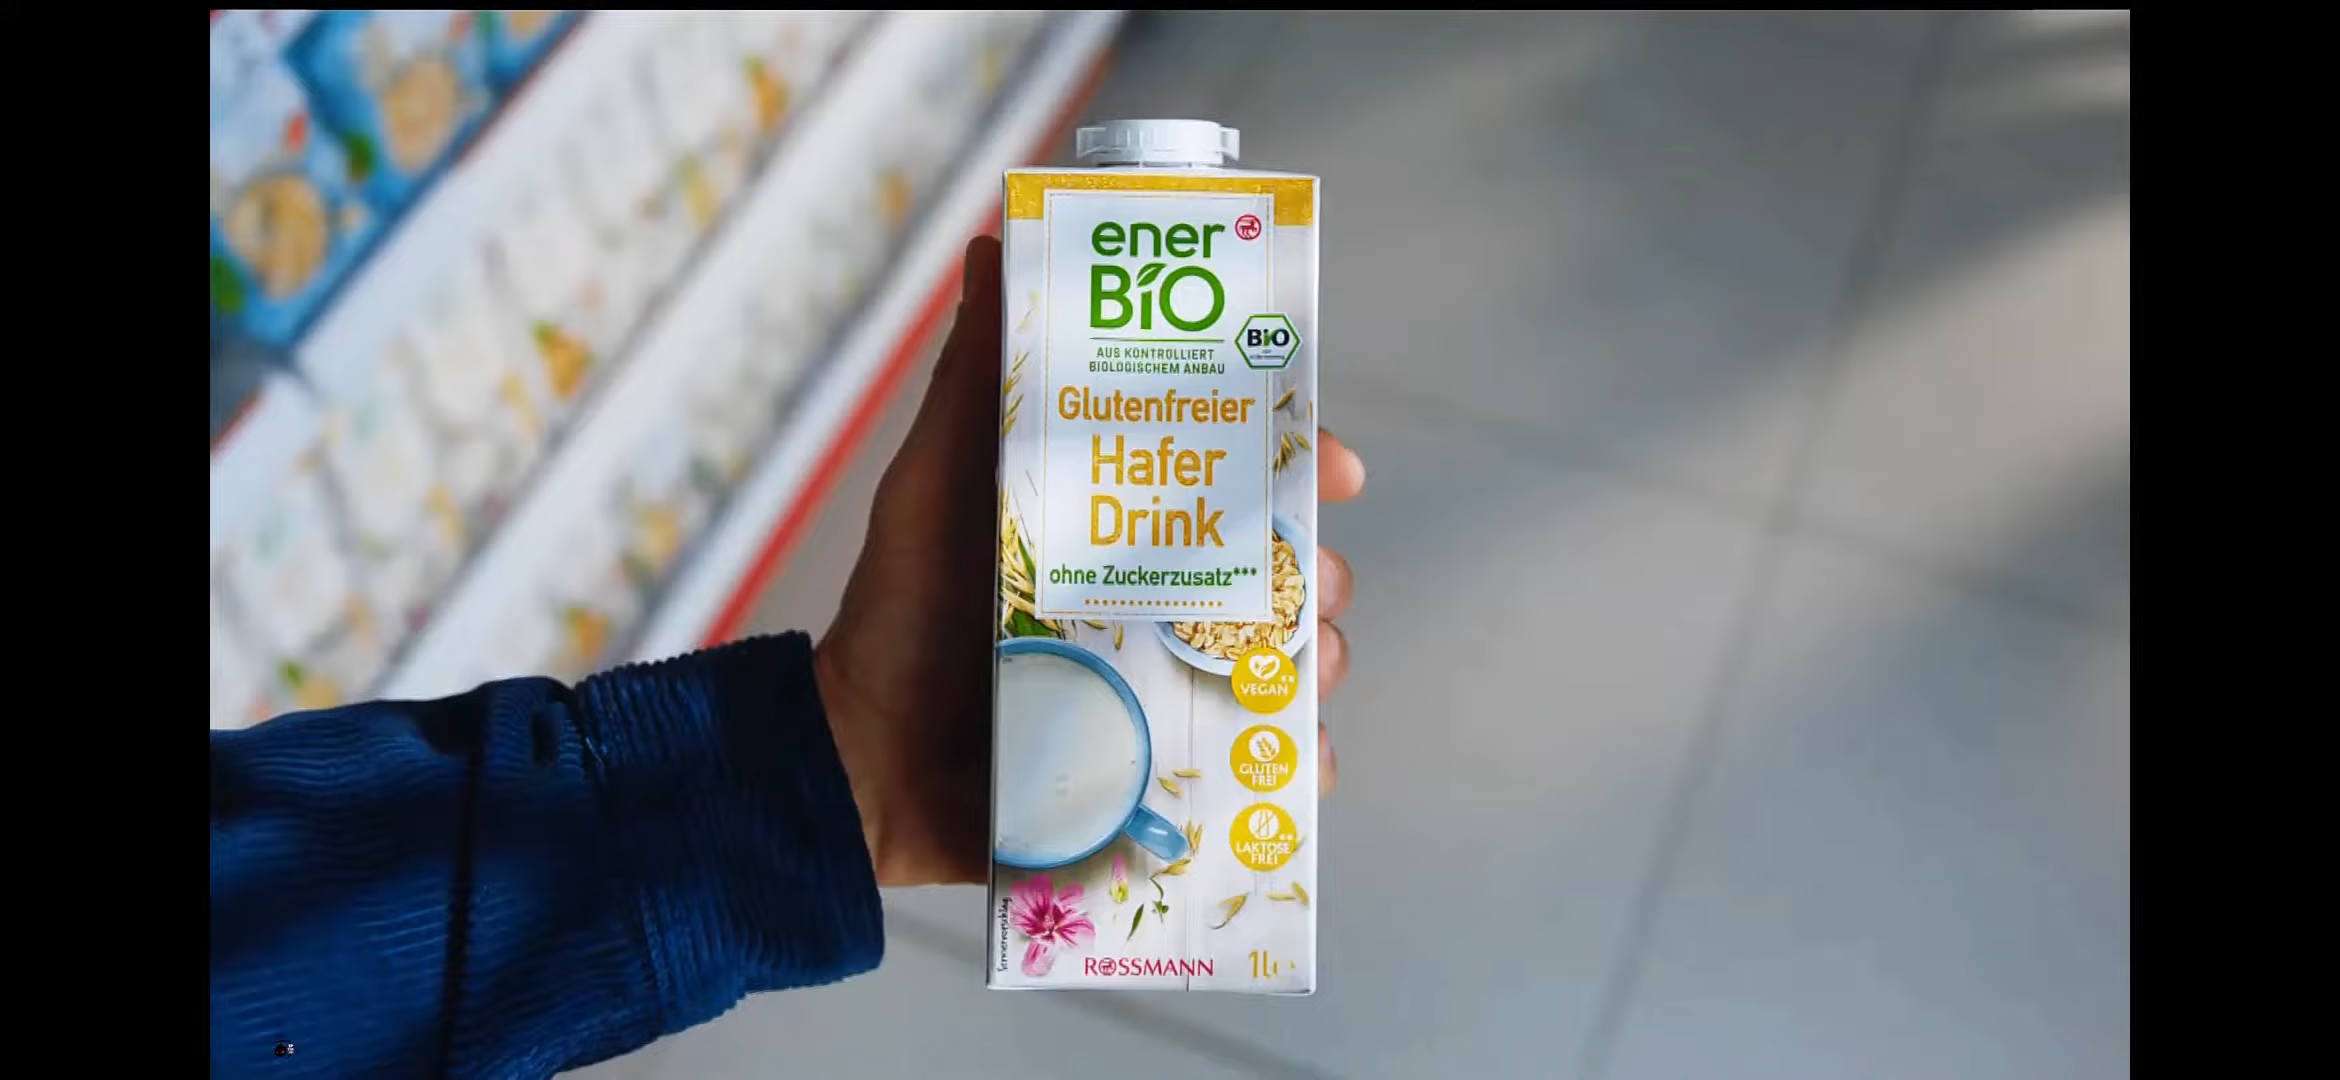 ener
BiO
AUS KONTROLLIERT
BIOLOGISCHEM ANBAU
BiO
Glutenfreier
Hafer
Drink
ohne Zuckerzusatz***
VEGAN**
GLUTEN
FREI
LAKTOSE**
FREI
Serviervorschlag
ROSSMANN
1L